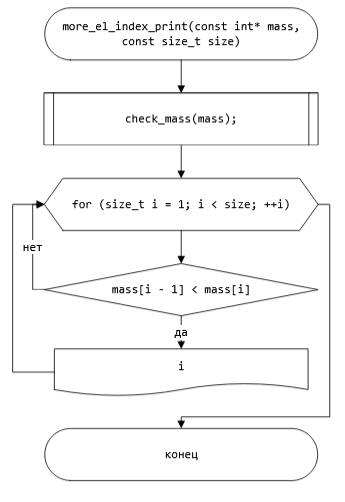 more_el_index_print(const int* mass,
const size_t size)
check_mass(mass);
for (size_t i = 1; i < size; ++i)
нет
mass[i - 1] < mass[i]
да
i
конец